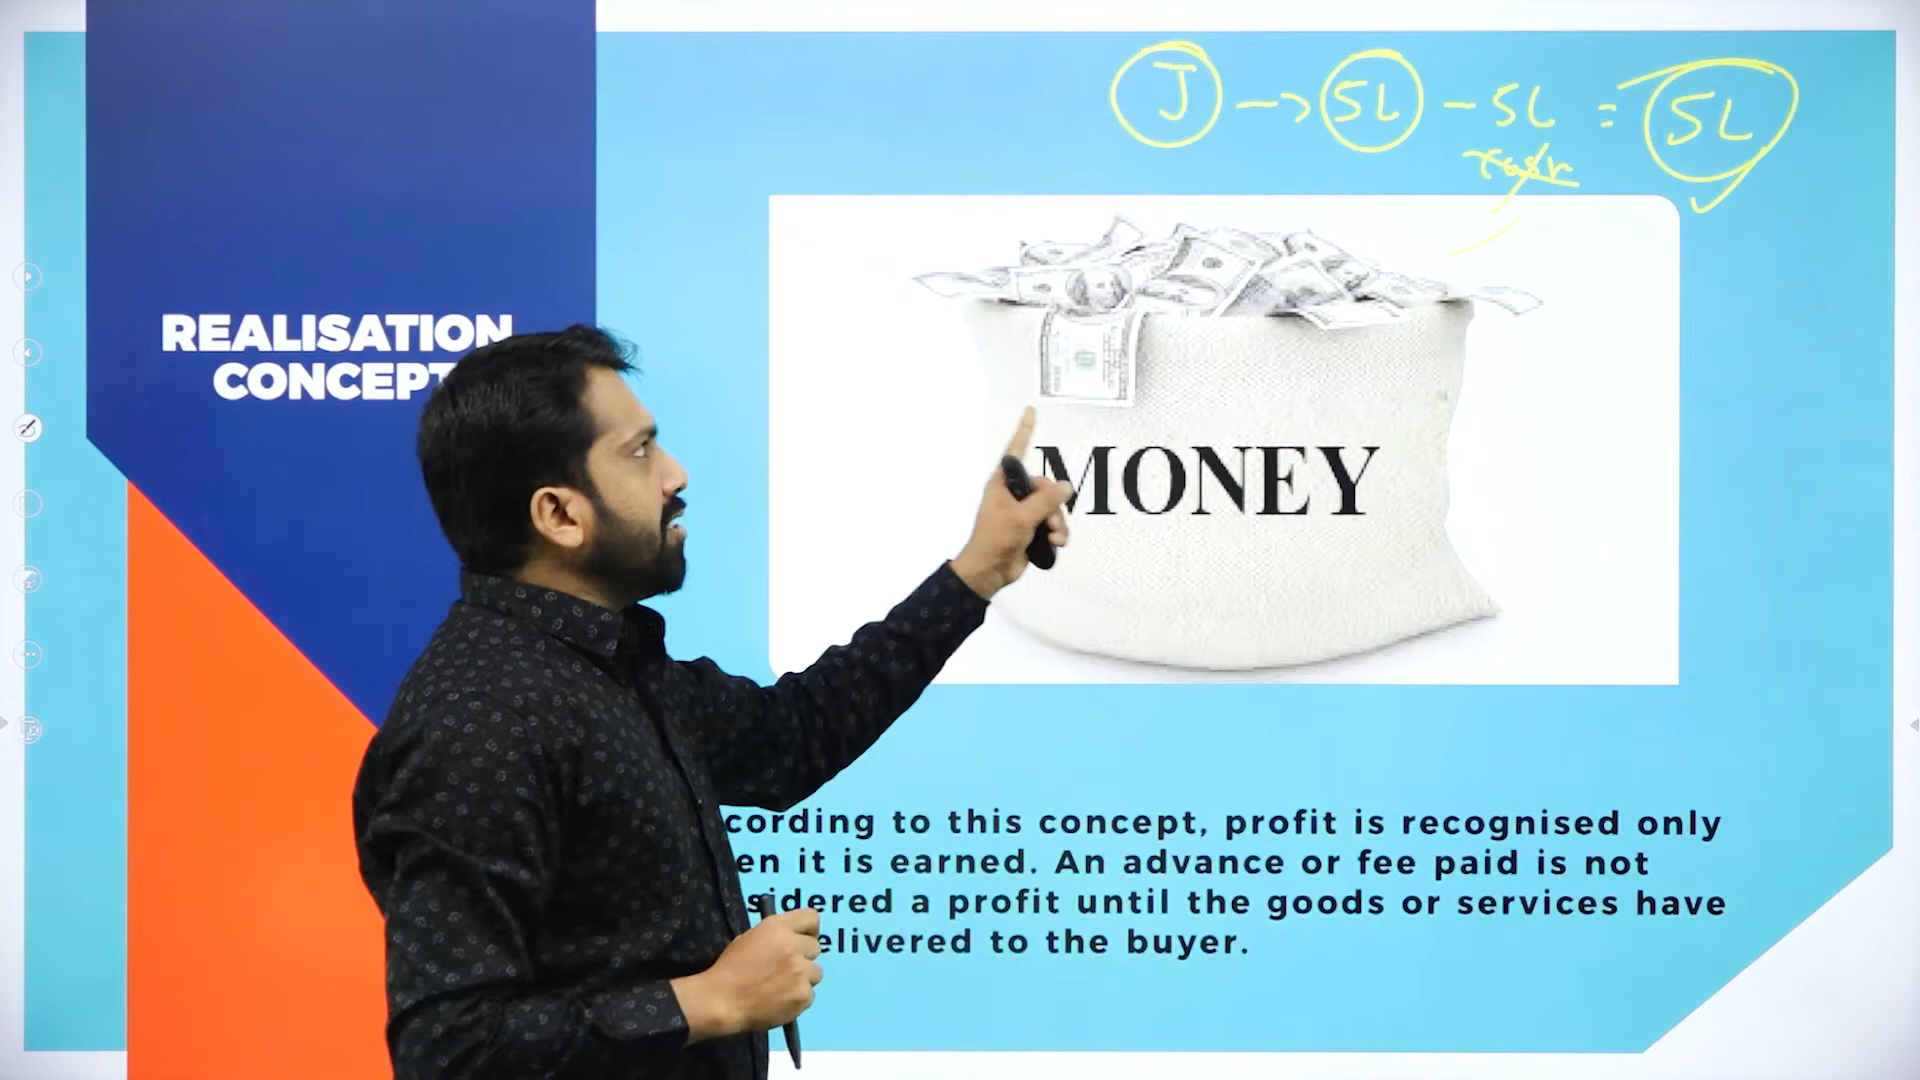 J → 5L - 5L = 5L
REALISATION
CONCEPT
MONEY
cording to this concept, profit is recognised only
en it is earned. An advance or fee paid is not
sidered a profit until the goods or services have
elivered to the buyer.